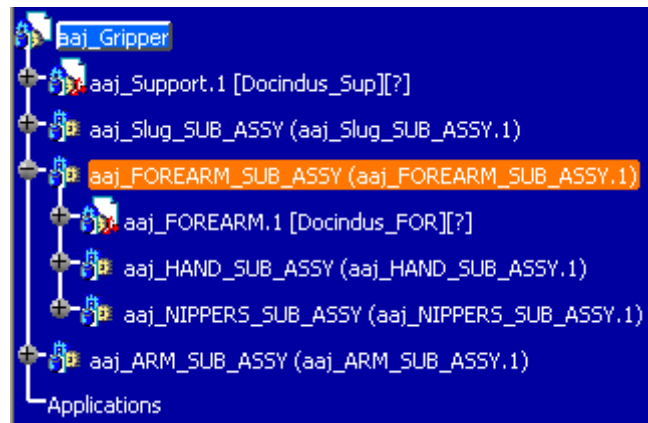 aaj_Gripper
aaj_Support.1 [Docindus_Sup][?]
aaj_Slug_SUB_ASSY (aaj_Slug_SUB_ASSY.1)
aaj_FOREARM_SUB_ASSY (aaj_FOREARM_SUB_ASSY.1)
aaj_FOREARM.1 [Docindus_FOR][?]
aaj_HAND_SUB_ASSY (aaj_HAND_SUB_ASSY.1)
aaj_NIPPERS_SUB_ASSY (aaj_NIPPERS_SUB_ASSY.1)
aaj_ARM_SUB_ASSY (aaj_ARM_SUB_ASSY.1)
Applications